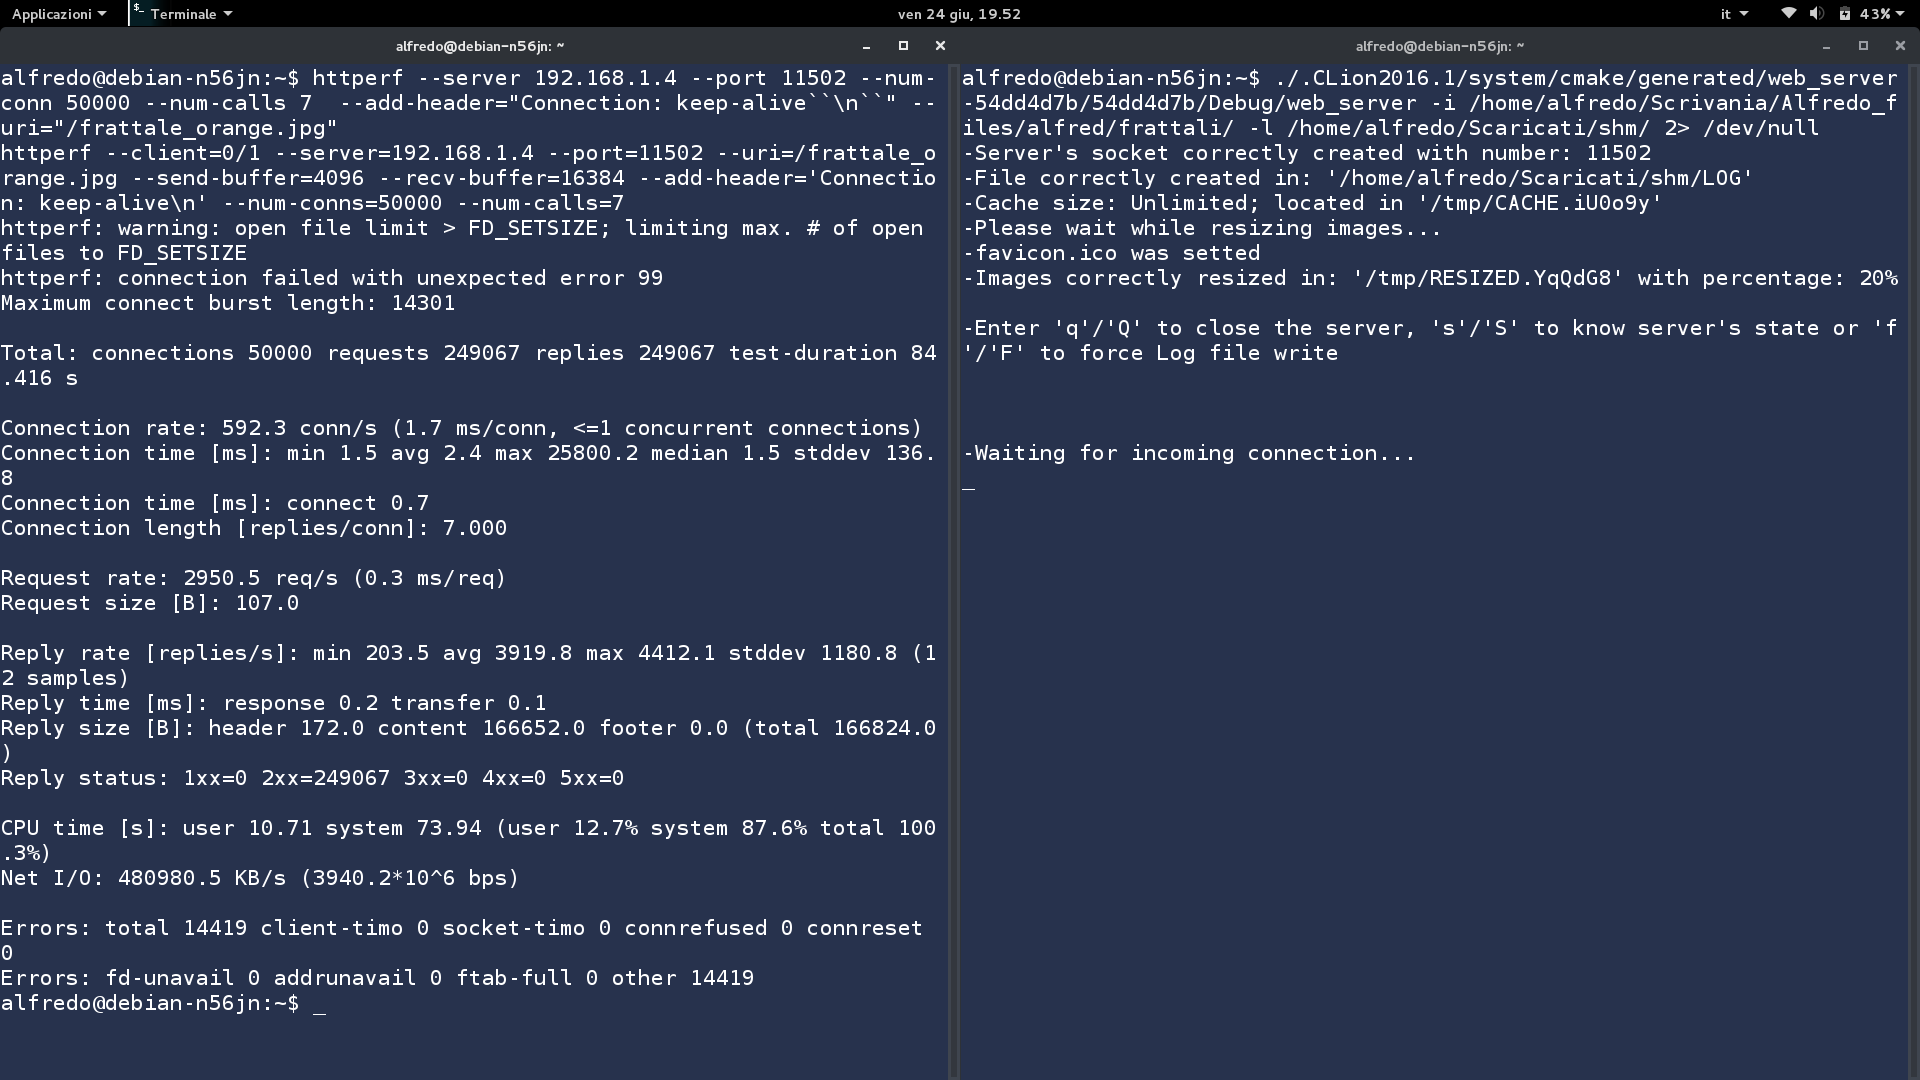 Applicazioni
Terminale
ven 24 giu, 19.52
it
43%
alfredo@debian-n56jn: ~
alfredo@debian-n56jn:~$ httperf --server 192.168.1.4 --port 11502 --num-
conn 50000 --num-calls 7  --add-header="Connection: keep-alive``\n``" --
uri="/frattale_orange.jpg"
httperf --client=0/1 --server=192.168.1.4 --port=11502 --uri=/frattale_o
range.jpg --send-buffer=4096 --recv-buffer=16384 --add-header='Connectio
n: keep-alive\n' --num-conns=50000 --num-calls=7
httperf: warning: open file limit > FD_SETSIZE; limiting max. # of open
files to FD_SETSIZE
httperf: connection failed with unexpected error 99
Maximum connect burst length: 14301
Total: connections 50000 requests 249067 replies 249067 test-duration 84
.416 s
Connection rate: 592.3 conn/s (1.7 ms/conn, <=1 concurrent connections)
Connection time [ms]: min 1.5 avg 2.4 max 25800.2 median 1.5 stddev 136.
8
Connection time [ms]: connect 0.7
Connection length [replies/conn]: 7.000
Request rate: 2950.5 req/s (0.3 ms/req)
Request size [B]: 107.0
Reply rate [replies/s]: min 203.5 avg 3919.8 max 4412.1 stddev 1180.8 (1
2 samples)
Reply time [ms]: response 0.2 transfer 0.1
Reply size [B]: header 172.0 content 166652.0 footer 0.0 (total 166824.0
)
Reply status: 1xx=0 2xx=249067 3xx=0 4xx=0 5xx=0
CPU time [s]: user 10.71 system 73.94 (user 12.7% system 87.6% total 100
.3%)
Net I/O: 480980.5 KB/s (3940.2*10^6 bps)
Errors: total 14419 client-timo 0 socket-timo 0 connrefused 0 connreset
0
Errors: fd-unavail 0 addrunavail 0 ftab-full 0 other 14419
alfredo@debian-n56jn:~$ _
alfredo@debian-n56jn: ~
alfredo@debian-n56jn:~$ ./.CLion2016.1/system/cmake/generated/web_server
-54dd4d7b/54dd4d7b/Debug/web_server -i /home/alfredo/Scrivania/Alfredo_f
iles/alfred/frattali/ -l /home/alfredo/Scaricati/shm/ 2> /dev/null
-Server's socket correctly created with number: 11502
-File correctly created in: '/home/alfredo/Scaricati/shm/LOG'
-Cache size: Unlimited; located in '/tmp/CACHE.iU0o9y'
-Please wait while resizing images...
-favicon.ico was setted
-Images correctly resized in: '/tmp/RESIZED.YqQdG8' with percentage: 20%
-Enter 'q'/'Q' to close the server, 's'/'S' to know server's state or 'f
'/'F' to force Log file write
-Waiting for incoming connection...
_